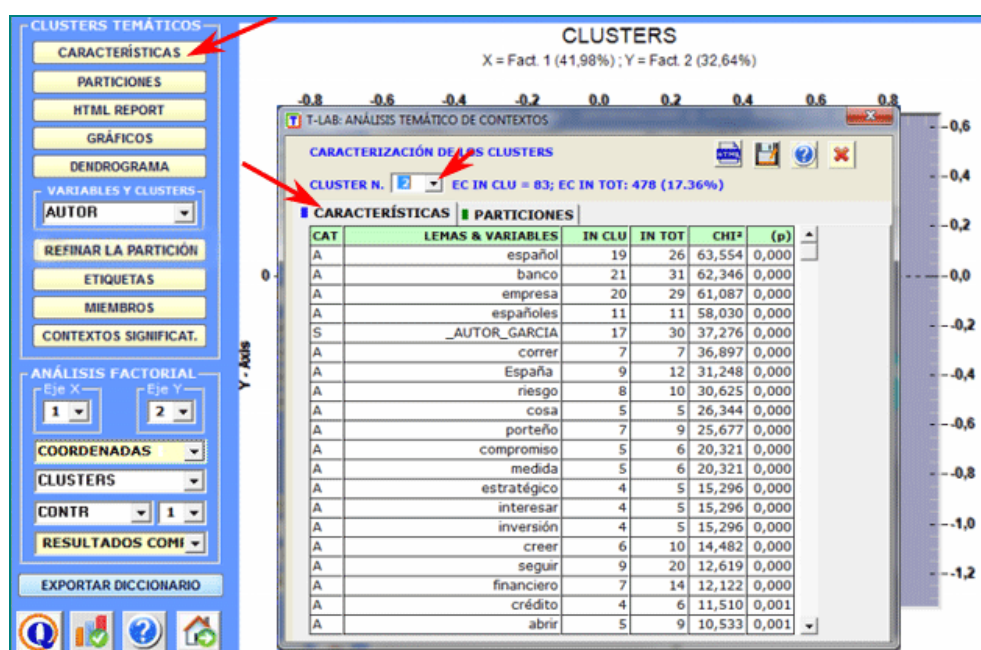 CLUSTERS TEMÁTICOS
CARACTERÍSTICAS
PARTICIONES
HTML REPORT
GRÁFICOS
DENDROGRAMA
VARIABLES Y CLUSTERS
AUTOR
REFINAR LA PARTICIÓN
ETIQUETAS
MIEMBROS
CONTEXTOS SIGNIFICAT.
ANÁLISIS FACTORIAL
Eje X Eje Y
1 2
COORDENADAS
CLUSTERS
CONTR 1
RESULTADOS COMI
EXPORTAR DICCIONARIO
CLUSTERS
X = Fact. 1 (41,98%) ; Y = Fact. 2 (32,64%)
-0.8 -0.6 -0.4 -0.2 0.0 0.2 0.4 0.6 0.8
Y - Axis
0
T-LAB: ANÁLISIS TEMÁTICO DE CONTEXTOS
CARACTERIZACIÓN DE LOS CLUSTERS
HTML
CLUSTER N. 2 EC IN CLU = 83; EC IN TOT: 478 (17.36%)
CARACTERÍSTICAS PARTICIONES
CAT LEMAS & VARIABLES IN CLU IN TOT CHI² (p)
A español 19 26 63,554 0,000
A banco 21 31 62,346 0,000
A empresa 20 29 61,087 0,000
A españoles 11 11 58,030 0,000
S _AUTOR_GARCIA 17 30 37,276 0,000
A correr 7 7 36,897 0,000
A España 9 12 31,248 0,000
A riesgo 8 10 30,625 0,000
A cosa 5 5 26,344 0,000
A porteño 7 9 25,677 0,000
A compromiso 5 6 20,321 0,000
A medida 5 6 20,321 0,000
A estratégico 4 5 15,296 0,000
A interesar 4 5 15,296 0,000
A inversión 4 5 15,296 0,000
A creer 6 10 14,482 0,000
A seguir 9 20 12,619 0,000
A financiero 7 14 12,122 0,000
A crédito 4 6 11,510 0,001
A abrir 5 9 10,533 0,001
-0,6
-0,4
-0,2
-0,0
-0,2
-0,4
-0,6
-0,8
-1,0
-1,2